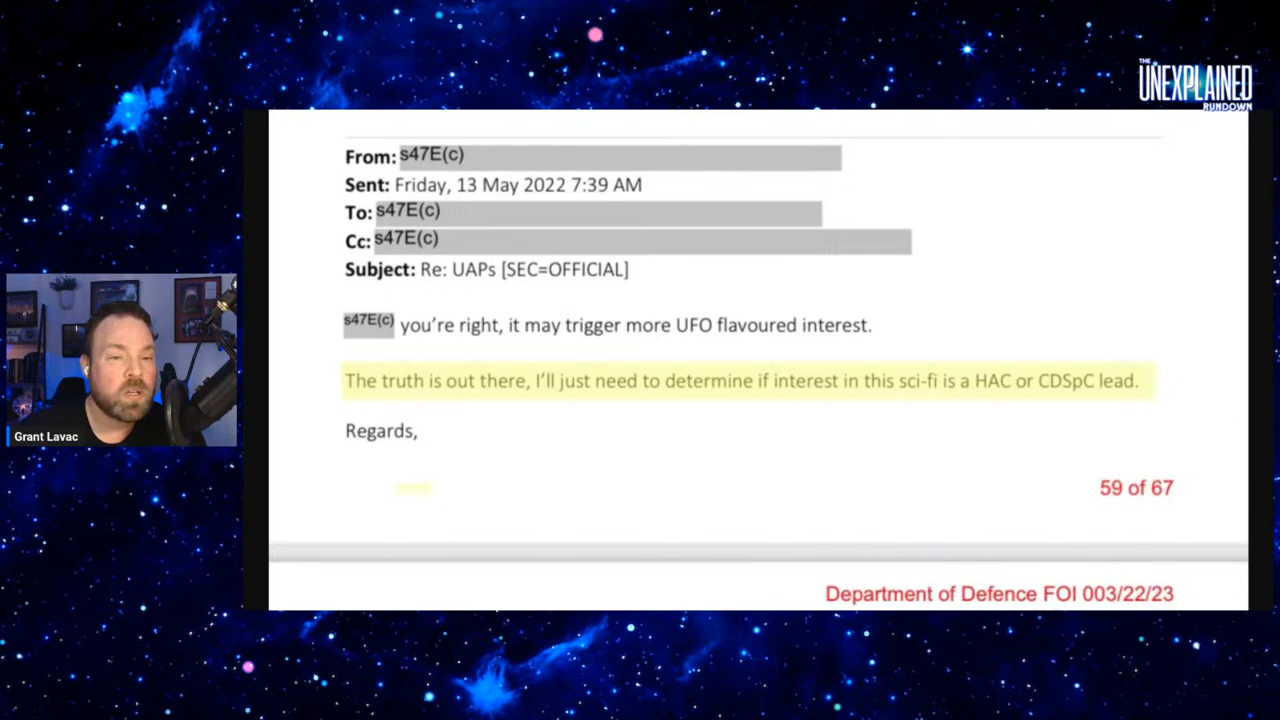 THE
UNEXPLAINED
RUNDOWN
From: s47E(c)
Sent: Friday, 13 May 2022 7:39 AM
To: s47E(c)
Cc: s47E(c)
Subject: Re: UAPs [SEC=OFFICIAL]
s47E(c) you’re right, it may trigger more UFO flavoured interest.
The truth is out there, I’ll just need to determine if interest in this sci-fi is a HAC or CDSpC lead.
Regards,
Grant Lavac
59 of 67
Department of Defence FOI 003/22/23